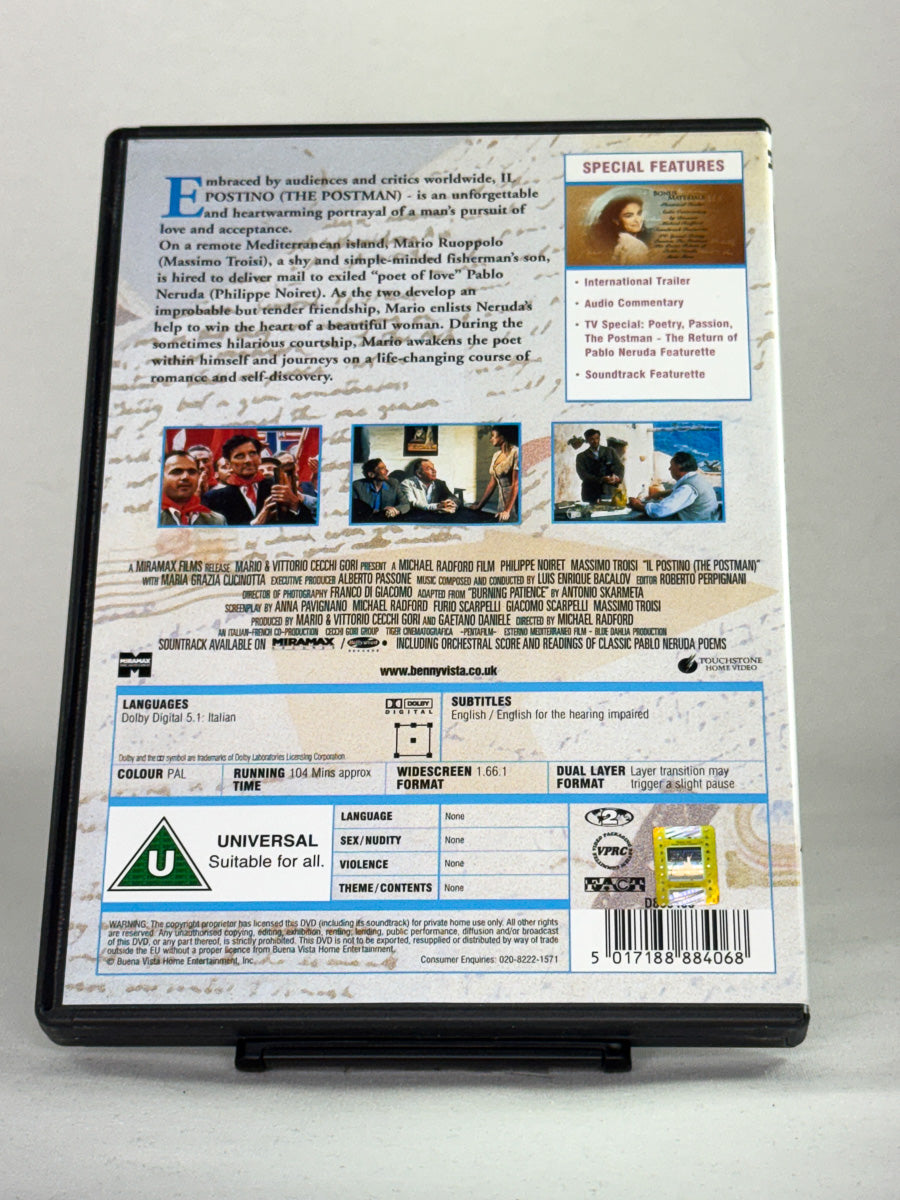 Embraced by audiences and critics worldwide, IL
POSTINO (THE POSTMAN) - is an unforgettable
and heartwarming portrayal of a man's pursuit of
love and acceptance.
On a remote Mediterranean island, Mario Ruoppolo
(Massimo Troisi), a shy and simple-minded fisherman's son,
is hired to deliver mail to exiled "poet of love" Pablo
Neruda (Philippe Noiret). As the two develop an
improbable but tender friendship, Mario enlists Neruda's
help to win the heart of a beautiful woman. During the
sometimes hilarious courtship, Mario awakens the poet
within himself and journeys on a life-changing course of
romance and self-discovery.
SPECIAL FEATURES
BONUS
MATERIALS
• International Trailer
• Audio Commentary
• TV Special: Poetry, Passion,
The Postman - The Return of
Pablo Neruda Featurette
• Soundtrack Featurette
A MIRAMAX FILMS RELEASE MARIO & VITTORIO CECCHI GORI PRESENT A MICHAEL RADFORD FILM PHILIPPE NOIRET MASSIMO TROISI "IL POSTINO (THE POSTMAN)"
WITH MARIA GRAZIA CUCINOTTA EXECUTIVE PRODUCER ALBERTO PASSONE MUSIC COMPOSED AND CONDUCTED BY LUIS ENRIQUE BACALOV EDITOR ROBERTO PERPIGNANI
DIRECTOR OF PHOTOGRAPHY FRANCO DI GIACOMO ADAPTED FROM "BURNING PATIENCE" BY ANTONIO SKARMETA
SCREENPLAY BY ANNA PAVIGNANO MICHAEL RADFORD FURIO SCARPELLI GIACOMO SCARPELLI MASSIMO TROISI
PRODUCED BY MARIO & VITTORIO CECCHI GORI AND GAETANO DANIELE DIRECTED BY MICHAEL RADFORD
AN ITALIAN-FRENCH CO-PRODUCTION CECCHI GORI GROUP TIGER CINEMATOGRAFICA -PENTAFILM- ESTERNO MEDITERRANEO FILM - BLUE DAHLIA PRODUCTION
SOUNTRACK AVAILABLE ON MIRAMAX / • INCLUDING ORCHESTRAL SCORE AND READINGS OF CLASSIC PABLO NERUDA POEMS
MIRAMAX
www.bennyvista.co.uk
TOUCHSTONE
HOME VIDEO
LANGUAGES
Dolby Digital 5.1: Italian
DOLBY
DIGITAL
Dolby and the symbol are trademarks of Dolby Laboratories Licensing Corporation.
SUBTITLES
English / English for the hearing impaired
COLOUR PAL
RUNNING TIME 104 Mins approx
WIDESCREEN FORMAT 1.66.1
DUAL LAYER FORMAT Layer transition may
trigger a slight pause
U
UNIVERSAL
Suitable for all.
LANGUAGE None
SEX/NUDITY None
VIOLENCE None
THEME/CONTENTS None
2
VPRC
FACT
WARNING: The copyright proprietor has licensed this DVD (including its soundtrack) for private home use only. All other rights
are reserved. Any unauthorised copying, editing, exhibition, renting, lending, public performance, diffusion and/or broadcast
of this DVD, or any part thereof, is strictly prohibited. This DVD is not to be exported, resupplied or distributed by way of trade
outside the EU without a proper licence from Buena Vista Home Entertainment.
© Buena Vista Home Entertainment, Inc. Consumer Enquiries: 020-8222-1571
5 017188 884068